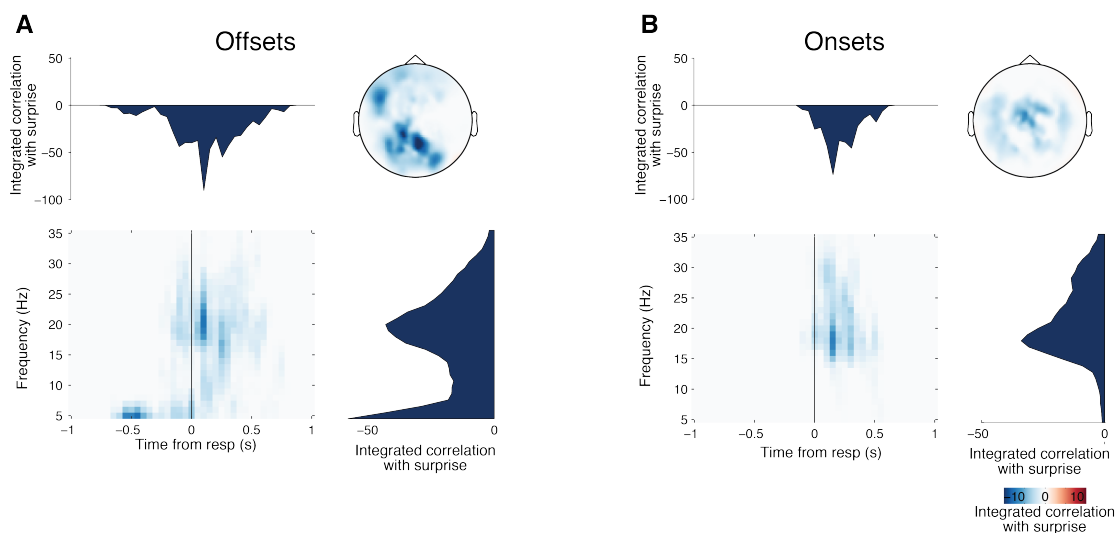 A
Offsets
Integrated correlation
with surprise
50
0
−50
−100
35
30
25
20
15
10
5
Frequency (Hz)
−1
−0.5
0
0.5
1
Time from resp (s)
−50
0
Integrated correlation
with surprise
B
Onsets
Integrated correlation
with surprise
50
0
−50
−100
35
30
25
20
15
10
5
Frequency (Hz)
−1
−0.5
0
0.5
1
Time from resp (s)
−50
0
Integrated correlation
with surprise
−10 0 10
Integrated correlation
with surprise